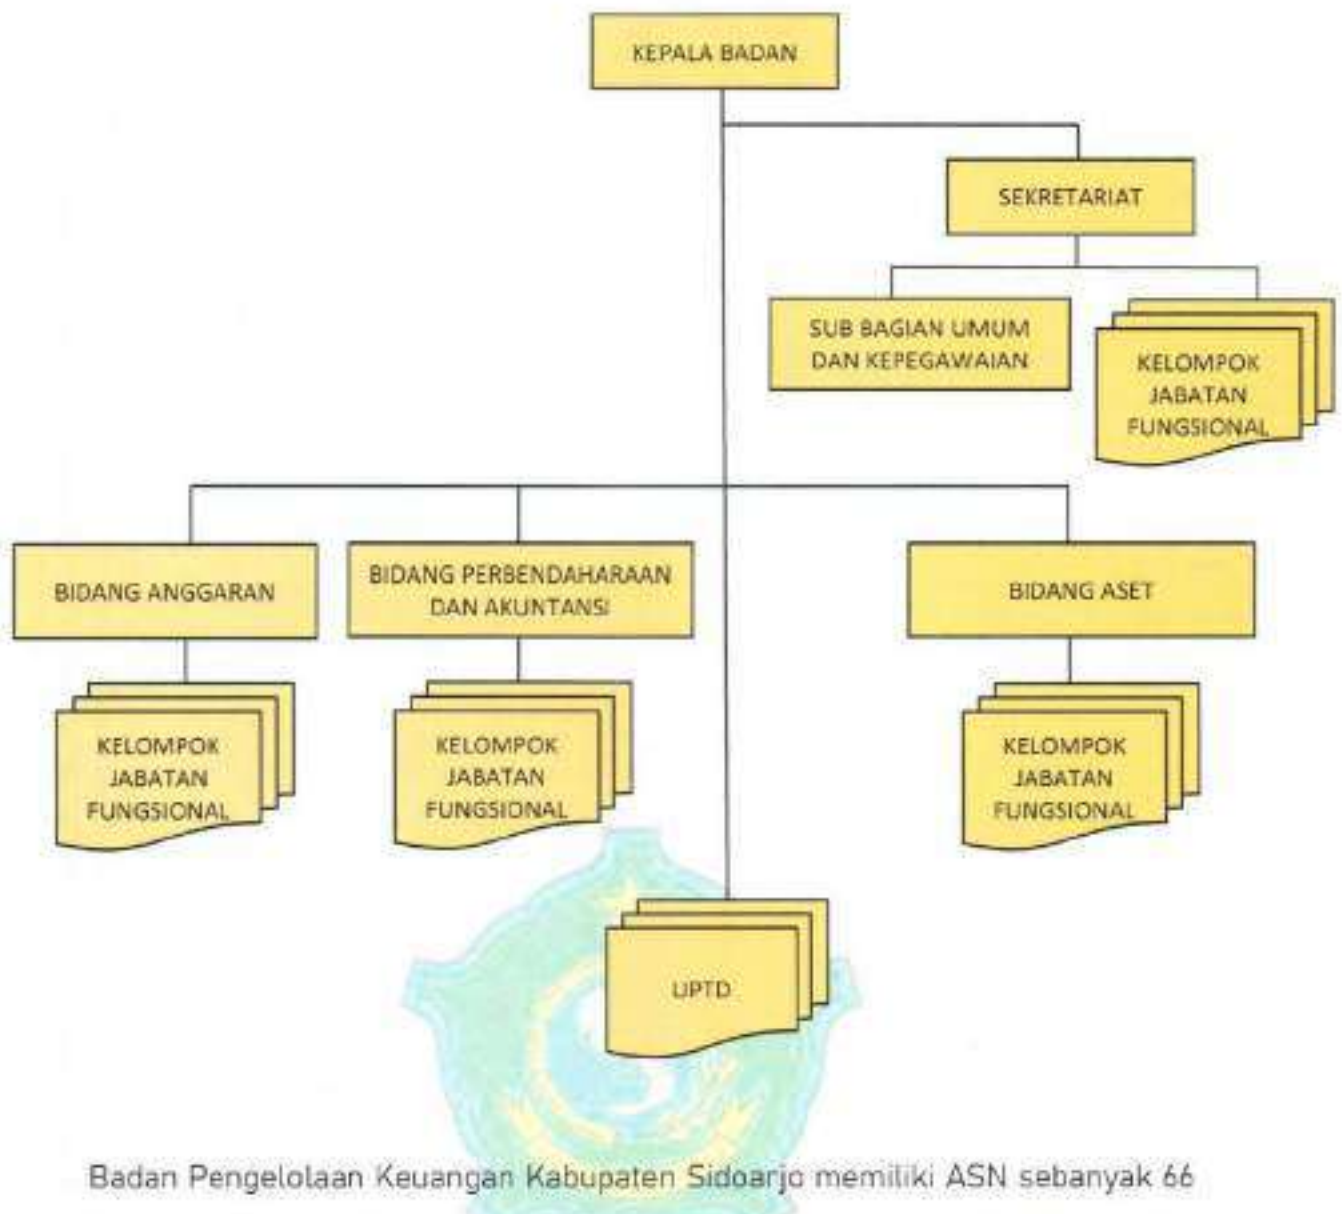 KEPALA BADAN
SEKRETARIAT
SUB BAGIAN UMUM
DAN KEPEGAWAIAN
KELOMPOK
JABATAN
FUNGSIONAL
BIDANG ANGGARAN
BIDANG PERBENDAHARAAN
DAN AKUNTANSI
BIDANG ASET
KELOMPOK
JABATAN
FUNGSIONAL
KELOMPOK
JABATAN
FUNGSIONAL
KELOMPOK
JABATAN
FUNGSIONAL
UPTD
Badan Pengelolaan Keuangan Kabupaten Sidoarjo memiliki ASN sebanyak 66